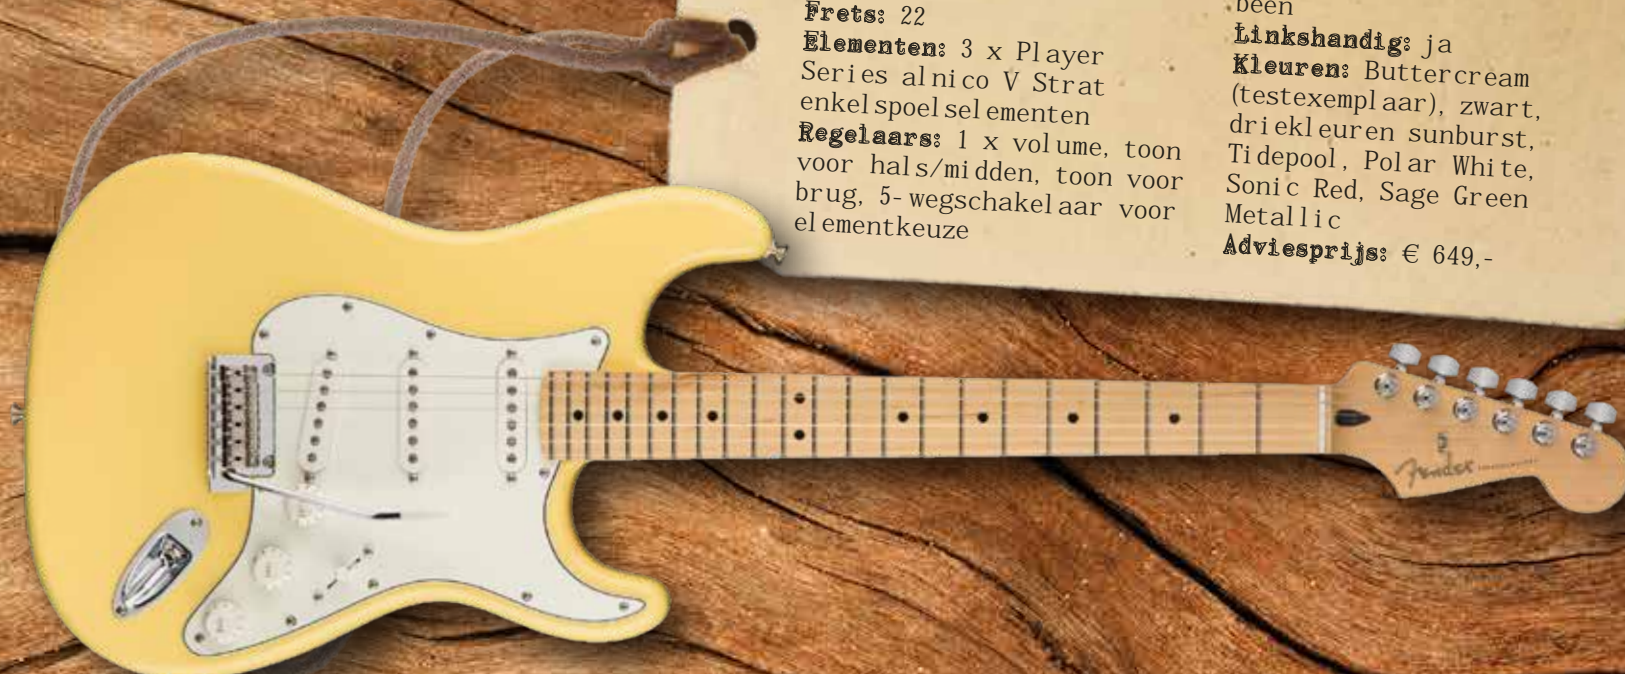 Frets: 22
Elementen: 3 x Player
Series alnico V Strat
enkelspoelselementen
Regelaars: 1 x volume, toon
voor hals/midden, toon voor
brug, 5-wegschakelaar voor
elementkeuze
been
Linkshandig: ja
Kleuren: Buttercream
(testexemplaar), zwart,
driekleuren sunburst,
Tidepool, Polar White,
Sonic Red, Sage Green
Metallic
Adviesprijs: € 649,-
Fender